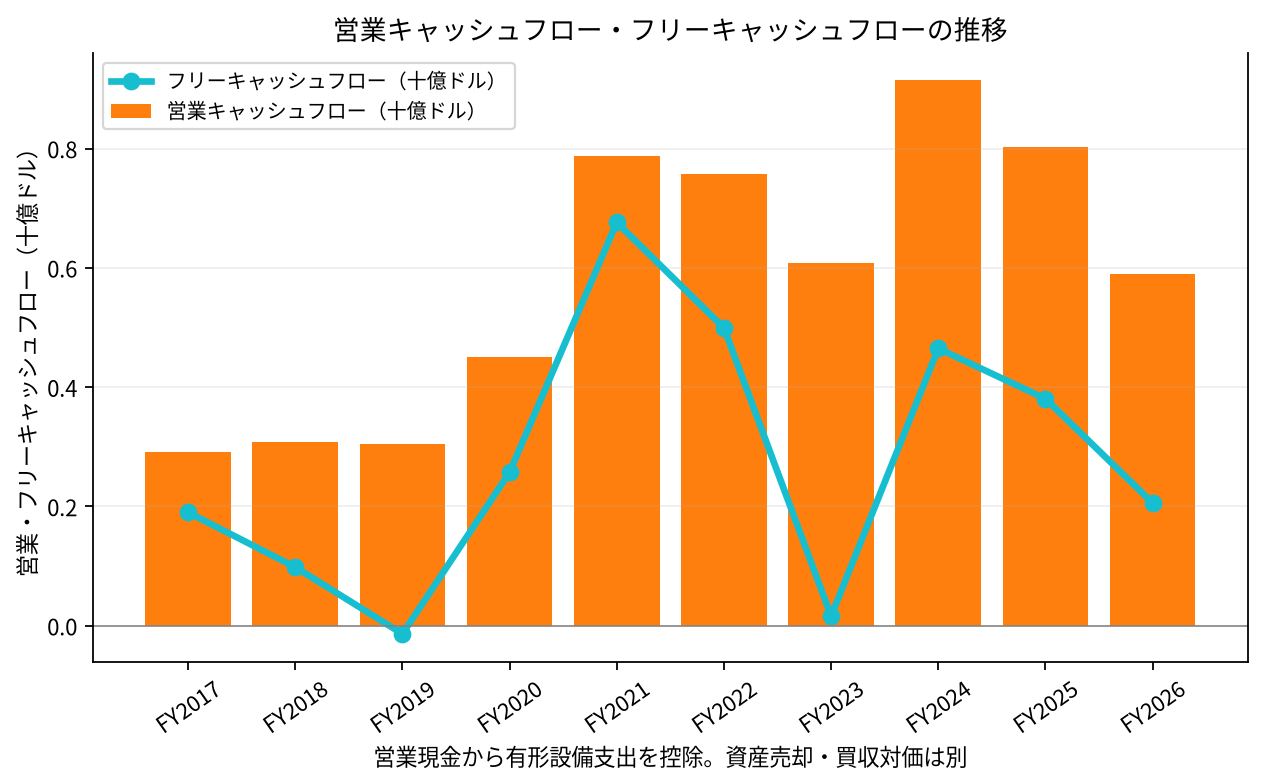 営業キャッシュフロー・フリーキャッシュフローの推移
フリーキャッシュフロー（十億ドル）
営業キャッシュフロー（十億ドル）
営業・フリーキャッシュフロー（十億ドル）
0.8
0.6
0.4
0.2
0.0
FY2017
FY2018
FY2019
FY2020
FY2021
FY2022
FY2023
FY2024
FY2025
FY2026
営業現金から有形設備支出を控除。資産売却・買収対価は別